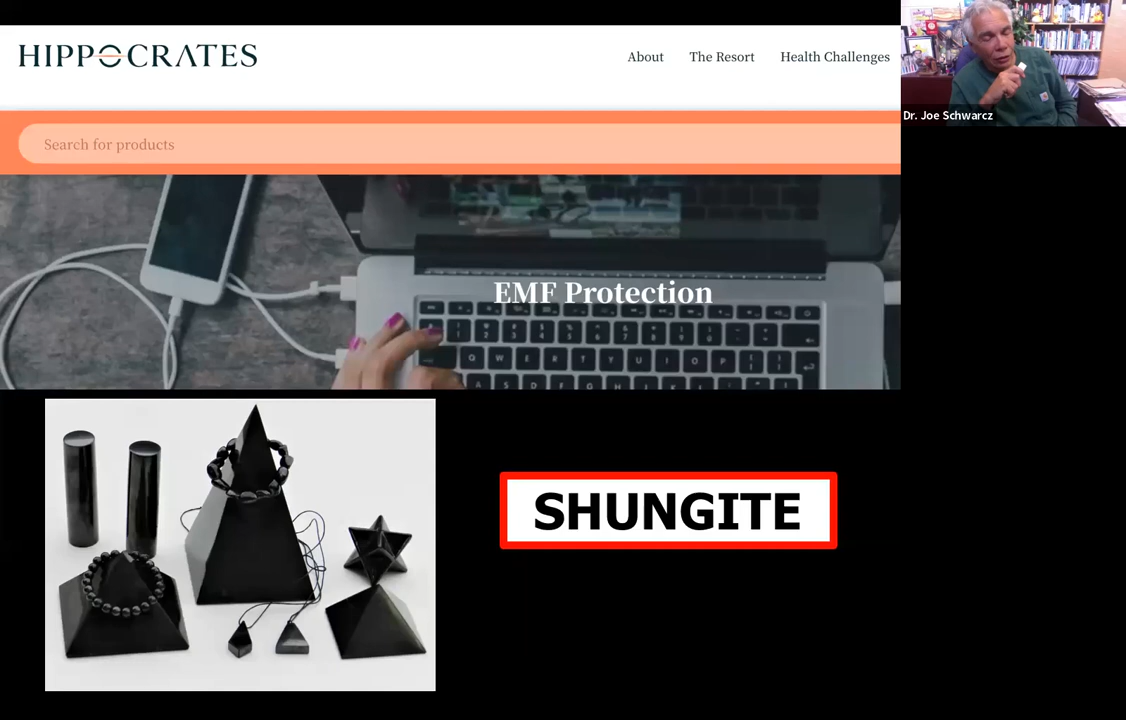 HIPPOCRATES
About The Resort Health Challenges
Dr. Joe Schwarcz
Search for products
EMF Protection
SHUNGITE